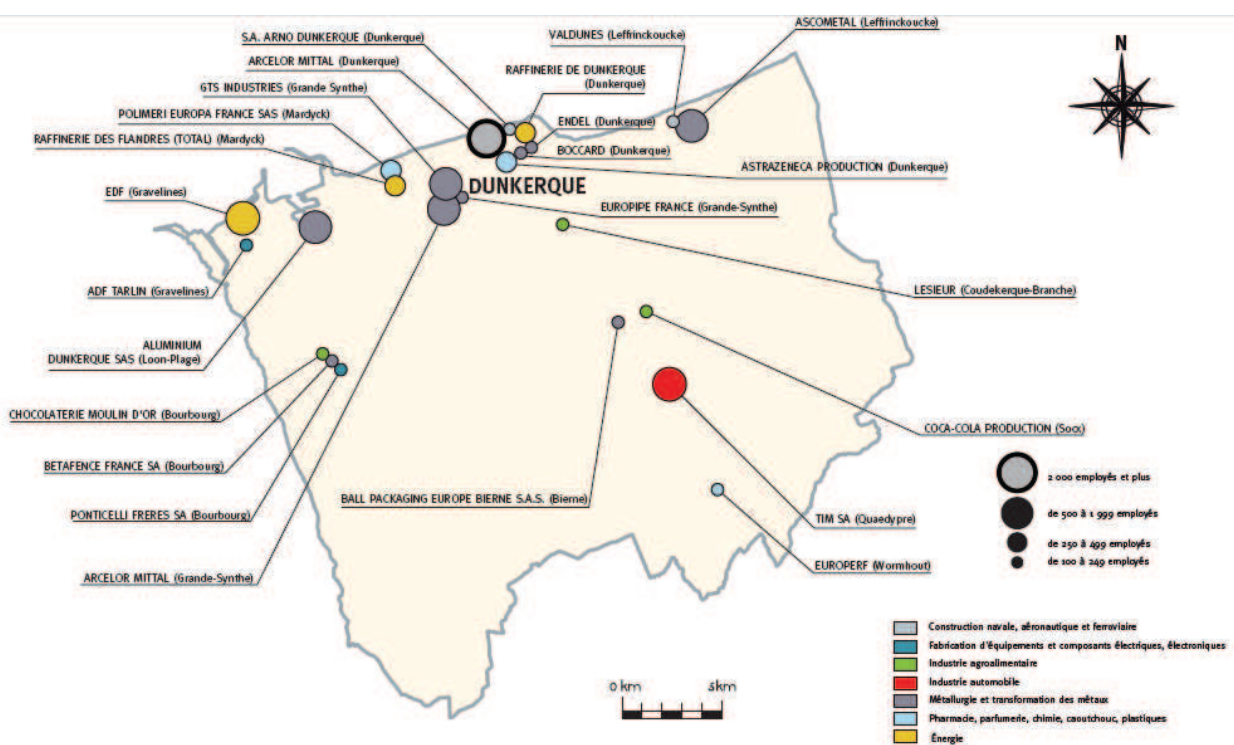 ASCOMETAL (Leffrinckoucke)
S.A. ARNO DUNKERQUE (Dunkerque)
VALDUNES (Leffrinckoucke)
N
ARCELOR MITTAL (Dunkerque)
RAFFINERIE DE DUNKERQUE
(Dunkerque)
GTS INDUSTRIES (Grande Synthe)
POLIMERI EUROPA FRANCE SAS (Mardyck)
ENDEL (Dunkerque)
RAFFINERIE DES FLANDRES (TOTAL) (Mardyck)
BOCCARD (Dunkerque)
ASTRAZENECA PRODUCTION (Dunkerque)
EDF (Gravelines)
DUNKERQUE
EUROPIPE FRANCE (Grande-Synthe)
ADF TARLIN (Gravelines)
LESIEUR (Coudekerque-Branche)
ALUMINIUM
DUNKERQUE SAS (Loon-Plage)
CHOCOLATERIE MOULIN D'OR (Bourbourg)
COCA-COLA PRODUCTION (Socx)
BETAFENCE FRANCE SA (Bourbourg)
BALL PACKAGING EUROPE BIERNE S.A.S. (Bierne)
PONTICELLI FRERES SA (Bourbourg)
TIM SA (Quaedypre)
EUROPERF (Wormhout)
ARCELOR MITTAL (Grande-Synthe)
2 000 employés et plus
de 500 à 1 999 employés
de 250 à 499 employés
de 100 à 249 employés
Construction navale, aéronautique et ferroviaire
Fabrication d'équipements et composants électriques, électroniques
Industrie agroalimentaire
Industrie automobile
Métallurgie et transformation des métaux
Pharmacie, parfumerie, chimie, caoutchouc, plastiques
Énergie
0 km 5km